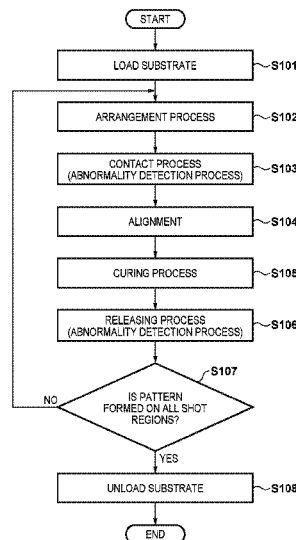 START
LOAD SUBSTRATE
S101
ARRANGEMENT PROCESS
S102
CONTACT PROCESS
(ABNORMALITY DETECTION PROCESS)
S103
ALIGNMENT
S104
CURING PROCESS
S105
RELEASING PROCESS
(ABNORMALITY DETECTION PROCESS)
S106
S107
IS PATTERN
FORMED ON ALL SHOT
REGIONS?
NO
YES
UNLOAD SUBSTRATE
S108
END